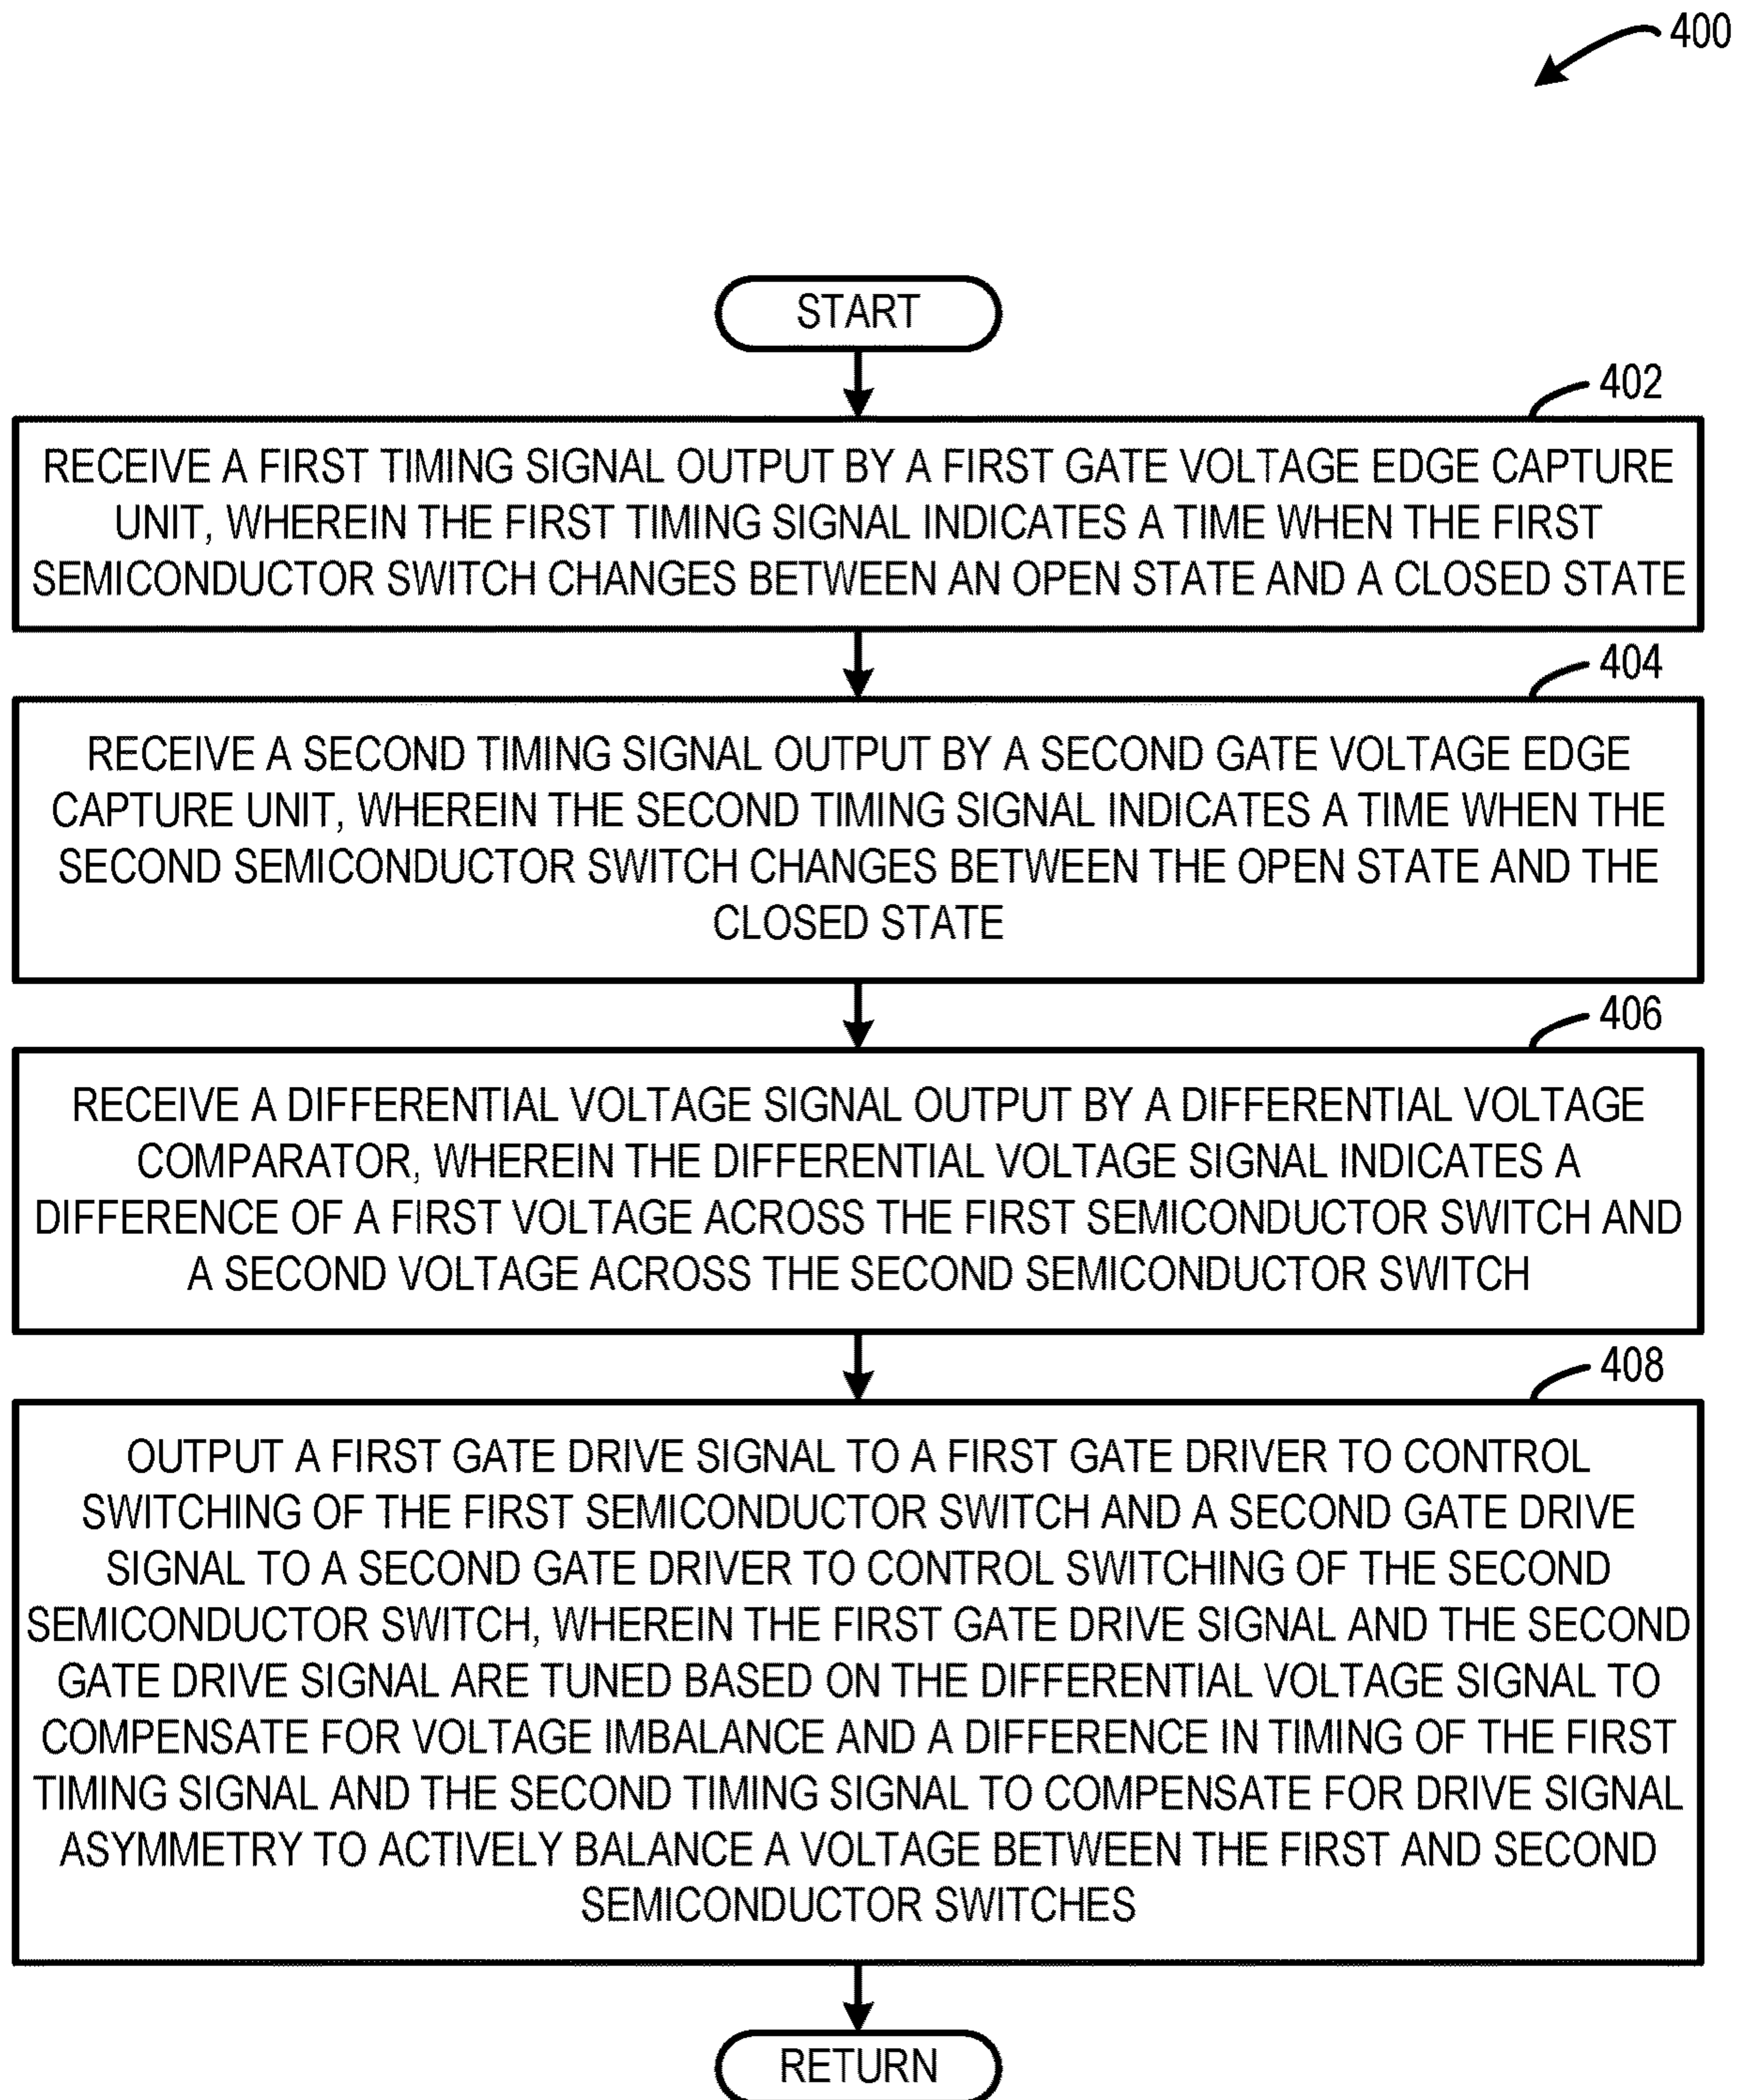 400
START
402
RECEIVE A FIRST TIMING SIGNAL OUTPUT BY A FIRST GATE VOLTAGE EDGE CAPTURE
UNIT, WHEREIN THE FIRST TIMING SIGNAL INDICATES A TIME WHEN THE FIRST
SEMICONDUCTOR SWITCH CHANGES BETWEEN AN OPEN STATE AND A CLOSED STATE
404
RECEIVE A SECOND TIMING SIGNAL OUTPUT BY A SECOND GATE VOLTAGE EDGE
CAPTURE UNIT, WHEREIN THE SECOND TIMING SIGNAL INDICATES A TIME WHEN THE
SECOND SEMICONDUCTOR SWITCH CHANGES BETWEEN THE OPEN STATE AND THE
CLOSED STATE
406
RECEIVE A DIFFERENTIAL VOLTAGE SIGNAL OUTPUT BY A DIFFERENTIAL VOLTAGE
COMPARATOR, WHEREIN THE DIFFERENTIAL VOLTAGE SIGNAL INDICATES A
DIFFERENCE OF A FIRST VOLTAGE ACROSS THE FIRST SEMICONDUCTOR SWITCH AND
A SECOND VOLTAGE ACROSS THE SECOND SEMICONDUCTOR SWITCH
408
OUTPUT A FIRST GATE DRIVE SIGNAL TO A FIRST GATE DRIVER TO CONTROL
SWITCHING OF THE FIRST SEMICONDUCTOR SWITCH AND A SECOND GATE DRIVE
SIGNAL TO A SECOND GATE DRIVER TO CONTROL SWITCHING OF THE SECOND
SEMICONDUCTOR SWITCH, WHEREIN THE FIRST GATE DRIVE SIGNAL AND THE SECOND
GATE DRIVE SIGNAL ARE TUNED BASED ON THE DIFFERENTIAL VOLTAGE SIGNAL TO
COMPENSATE FOR VOLTAGE IMBALANCE AND A DIFFERENCE IN TIMING OF THE FIRST
TIMING SIGNAL AND THE SECOND TIMING SIGNAL TO COMPENSATE FOR DRIVE SIGNAL
ASYMMETRY TO ACTIVELY BALANCE A VOLTAGE BETWEEN THE FIRST AND SECOND
SEMICONDUCTOR SWITCHES
RETURN